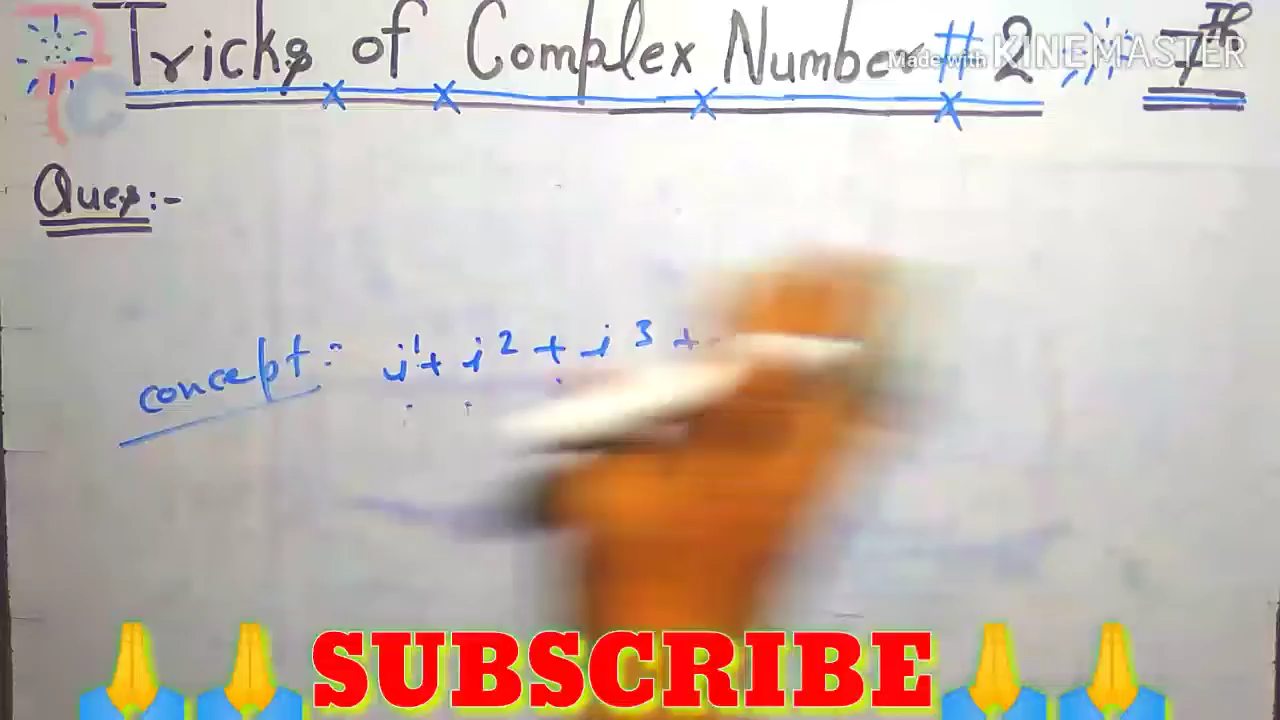 Tricks of Complex Number # 2
Made with KINEMASTER
Ques:-
concept:- i¹ + i² + i³ +
SUBSCRIBE